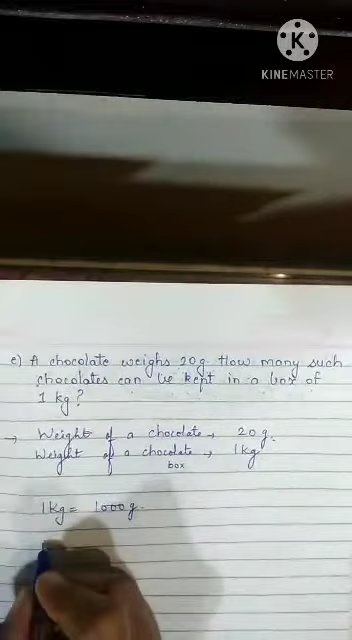 K
KINEMASTER
e) A chocolate weighs 20g. How many such
chocolates can be kept in a box of
1 kg?
→ Weight of a chocolate → 20g.
Weight of a chocolate → 1kg
box
1kg = 1000g.